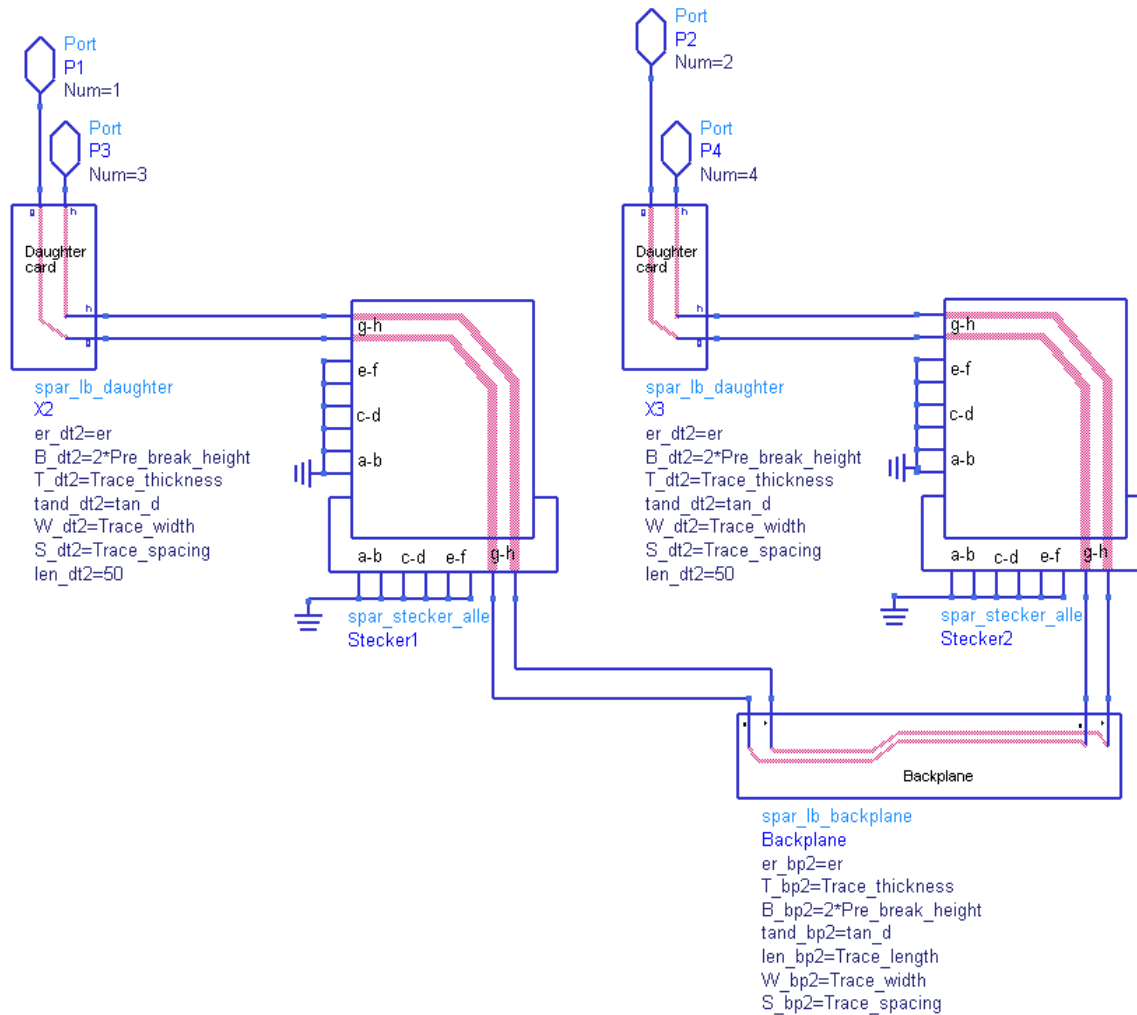 Port
P1
Num=1
Port
P3
Num=3
Port
P2
Num=2
Port
P4
Num=4
g h
Daughter
card
h
g
g-h
e-f
c-d
a-b
a-b c-d e-f g-h
spar_lb_daughter
X2
er_dt2=er
B_dt2=2*Pre_break_height
T_dt2=Trace_thickness
tand_dt2=tan_d
W_dt2=Trace_width
S_dt2=Trace_spacing
len_dt2=50
spar_stecker_alle
Stecker1
g h
Daughter
card
h
g
g-h
e-f
c-d
a-b
a-b c-d e-f g-h
spar_lb_daughter
X3
er_dt2=er
B_dt2=2*Pre_break_height
T_dt2=Trace_thickness
tand_dt2=tan_d
W_dt2=Trace_width
S_dt2=Trace_spacing
len_dt2=50
spar_stecker_alle
Stecker2
Backplane
spar_lb_backplane
Backplane
er_bp2=er
T_bp2=Trace_thickness
B_bp2=2*Pre_break_height
tand_bp2=tan_d
len_bp2=Trace_length
W_bp2=Trace_width
S_bp2=Trace_spacing